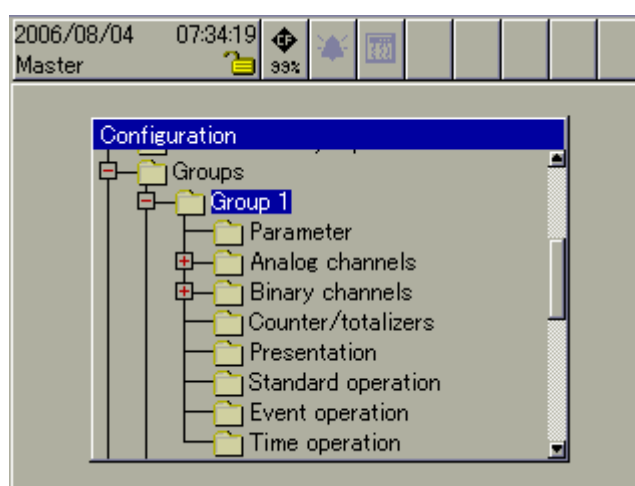 2006/08/04 07:34:19
Master
CF
99%
Configuration
Groups
Group 1
Parameter
Analog channels
Binary channels
Counter/totalizers
Presentation
Standard operation
Event operation
Time operation